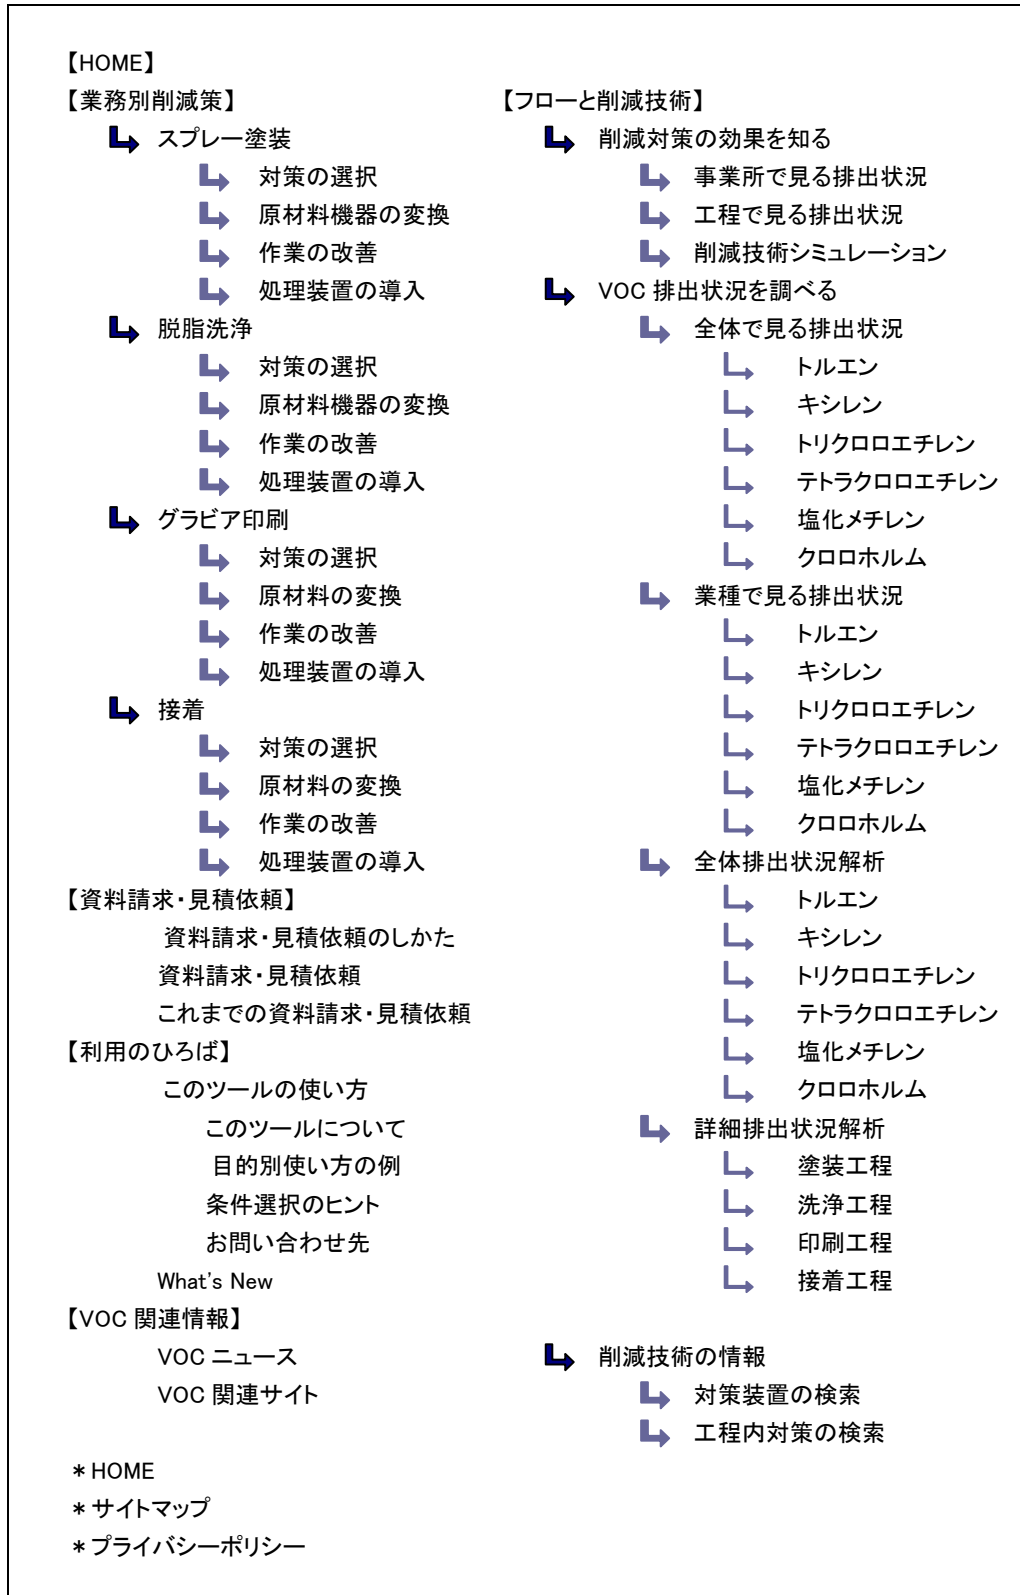 【HOME】
【業務別削減策】
スプレー塗装
対策の選択
原材料機器の変換
作業の改善
処理装置の導入
脱脂洗浄
対策の選択
原材料機器の変換
作業の改善
処理装置の導入
グラビア印刷
対策の選択
原材料の変換
作業の改善
処理装置の導入
接着
対策の選択
原材料の変換
作業の改善
処理装置の導入
【資料請求・見積依頼】
資料請求・見積依頼のしかた
資料請求・見積依頼
これまでの資料請求・見積依頼
【利用のひろば】
このツールの使い方
このツールについて
目的別使い方の例
条件選択のヒント
お問い合わせ先
What's New
【VOC 関連情報】
VOC ニュース
VOC 関連サイト
＊HOME
＊サイトマップ
＊プライバシーポリシー
【フローと削減技術】
削減対策の効果を知る
事業所で見る排出状況
工程で見る排出状況
削減技術シミュレーション
VOC 排出状況を調べる
全体で見る排出状況
トルエン
キシレン
トリクロロエチレン
テトラクロロエチレン
塩化メチレン
クロロホルム
業種で見る排出状況
トルエン
キシレン
トリクロロエチレン
テトラクロロエチレン
塩化メチレン
クロロホルム
全体排出状況解析
トルエン
キシレン
トリクロロエチレン
テトラクロロエチレン
塩化メチレン
クロロホルム
詳細排出状況解析
塗装工程
洗浄工程
印刷工程
接着工程
削減技術の情報
対策装置の検索
工程内対策の検索